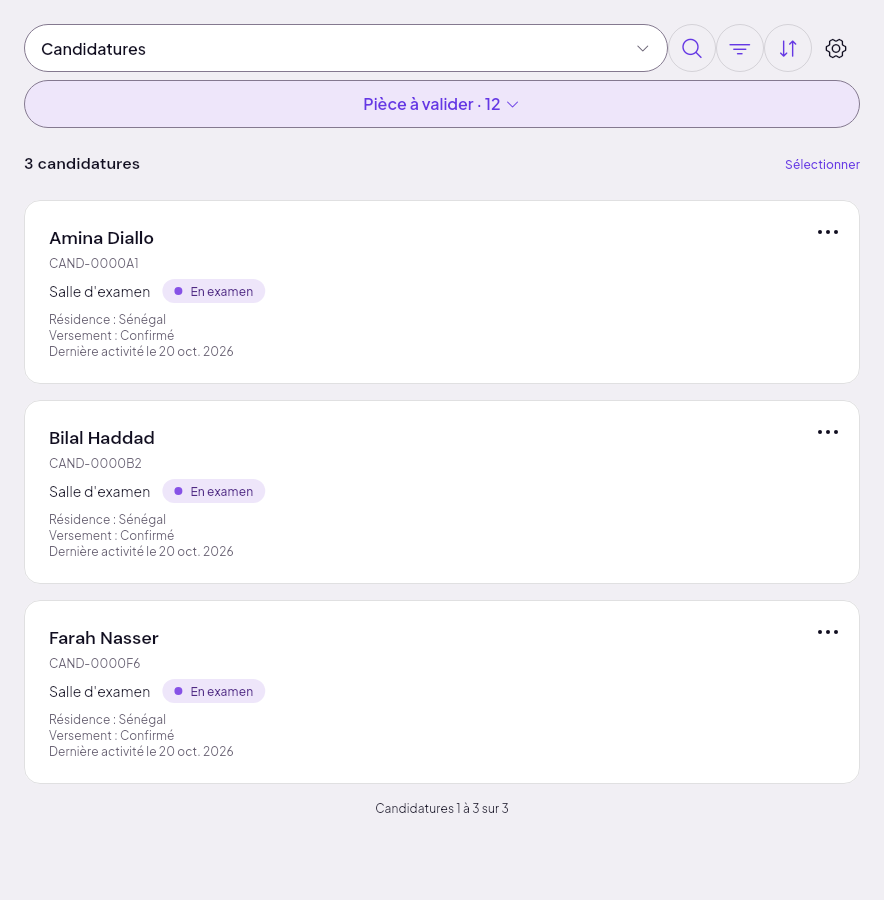 Candidatures
Pièce à valider · 12
3 candidatures
Sélectionner
Amina Diallo
CAND-0000A1
Salle d'examen
En examen
Résidence : Sénégal
Versement : Confirmé
Dernière activité le 20 oct. 2026
Bilal Haddad
CAND-0000B2
Salle d'examen
En examen
Résidence : Sénégal
Versement : Confirmé
Dernière activité le 20 oct. 2026
Farah Nasser
CAND-0000F6
Salle d'examen
En examen
Résidence : Sénégal
Versement : Confirmé
Dernière activité le 20 oct. 2026
Candidatures 1 à 3 sur 3